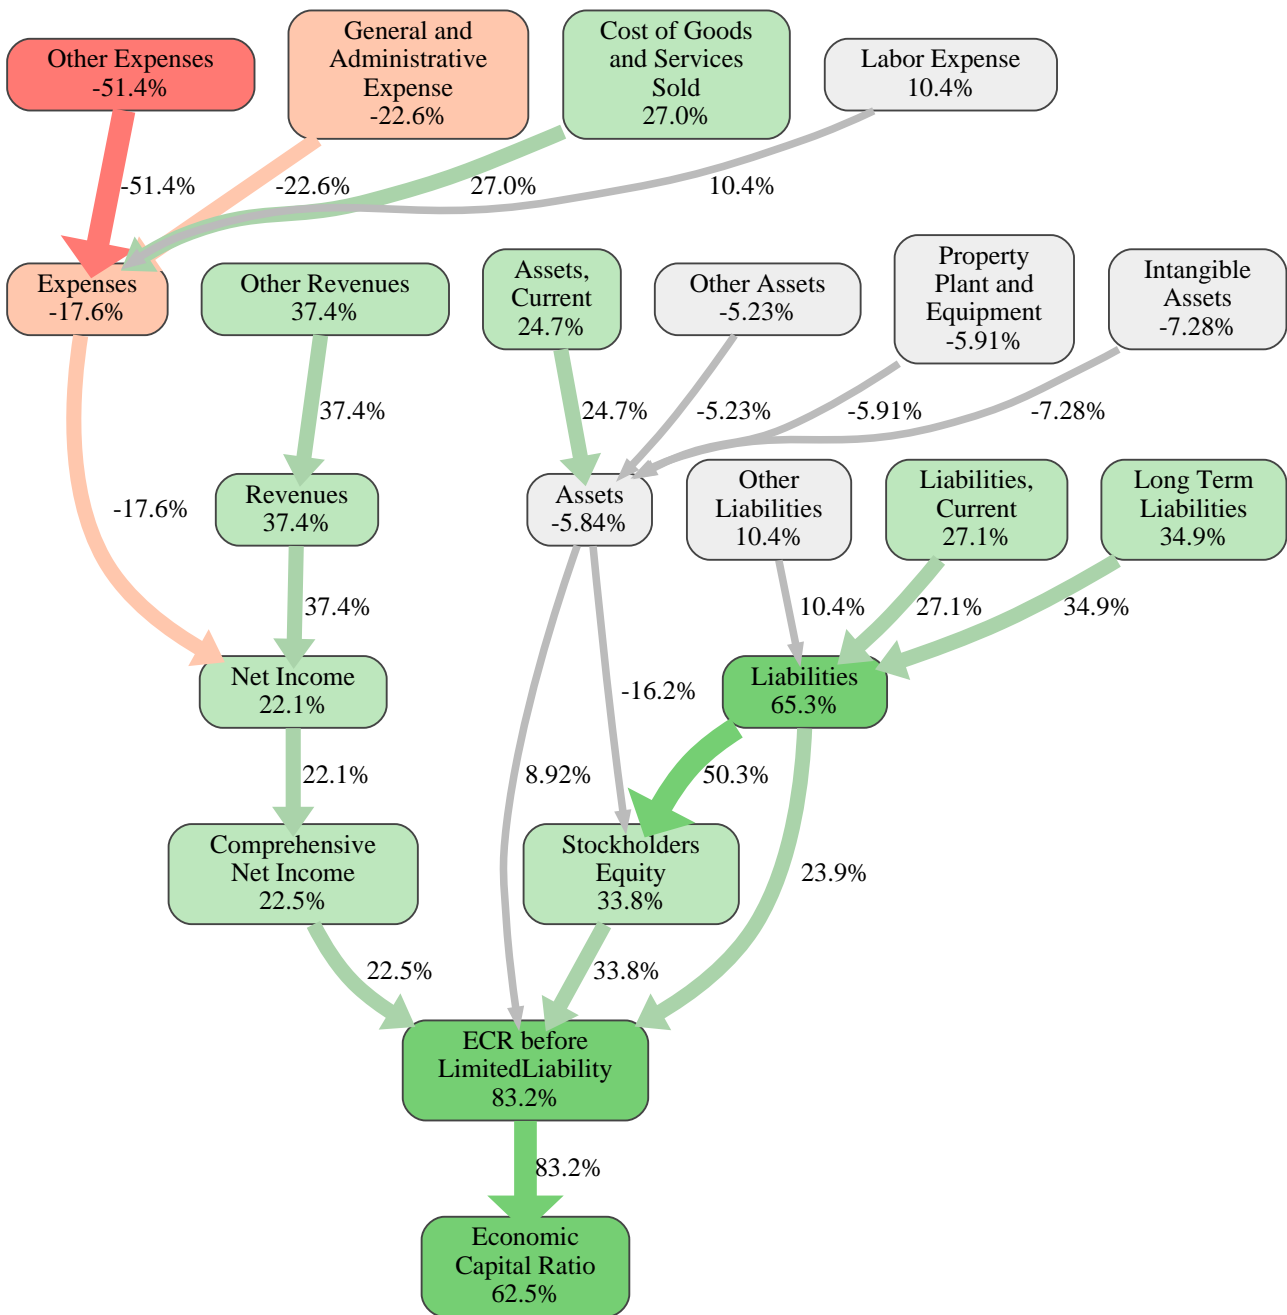 Other Expenses
-51.4%
General and
Administrative
Expense
-22.6%
Cost of Goods
and Services
Sold
27.0%
Labor Expense
10.4%
-51.4%
-22.6%
27.0%
10.4%
Expenses
-17.6%
Other Revenues
37.4%
Assets,
Current
24.7%
Other Assets
-5.23%
Property
Plant and
Equipment
-5.91%
Intangible
Assets
-7.28%
37.4%
24.7%
-5.23%
-5.91%
-7.28%
-17.6%
Revenues
37.4%
Assets
-5.84%
Other
Liabilities
10.4%
Liabilities,
Current
27.1%
Long Term
Liabilities
34.9%
37.4%
10.4%
27.1%
34.9%
Net Income
22.1%
-16.2%
Liabilities
65.3%
22.1%
8.92%
50.3%
Comprehensive
Net Income
22.5%
Stockholders
Equity
33.8%
23.9%
22.5%
33.8%
ECR before
LimitedLiability
83.2%
83.2%
Economic
Capital Ratio
62.5%